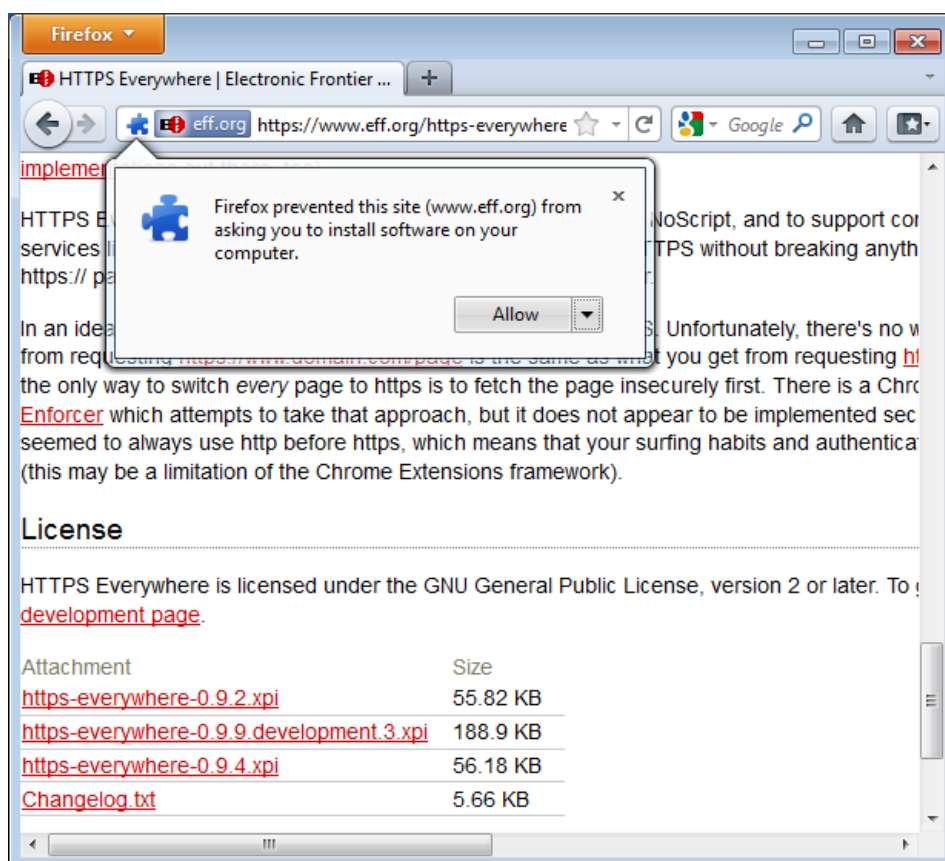 Firefox
HTTPS Everywhere | Electronic Frontier ...
eff.org https://www.eff.org/https-everywhere Google
Firefox prevented this site (www.eff.org) from
asking you to install software on your
computer.
Allow
HTTPS E NoScript, and to support cor
services TTPS without breaking anyth
https:// pa
In an idea S. Unfortunately, there's no w
from requesting https://www.domain.com/page is the same as what you get from requesting ht
the only way to switch every page to https is to fetch the page insecurely first. There is a Chro
Enforcer which attempts to take that approach, but it does not appear to be implemented sec
seemed to always use http before https, which means that your surfing habits and authenticat
(this may be a limitation of the Chrome Extensions framework).
License
HTTPS Everywhere is licensed under the GNU General Public License, version 2 or later. To g
development page.
Attachment Size
https-everywhere-0.9.2.xpi 55.82 KB
https-everywhere-0.9.9.development.3.xpi 188.9 KB
https-everywhere-0.9.4.xpi 56.18 KB
Changelog.txt 5.66 KB